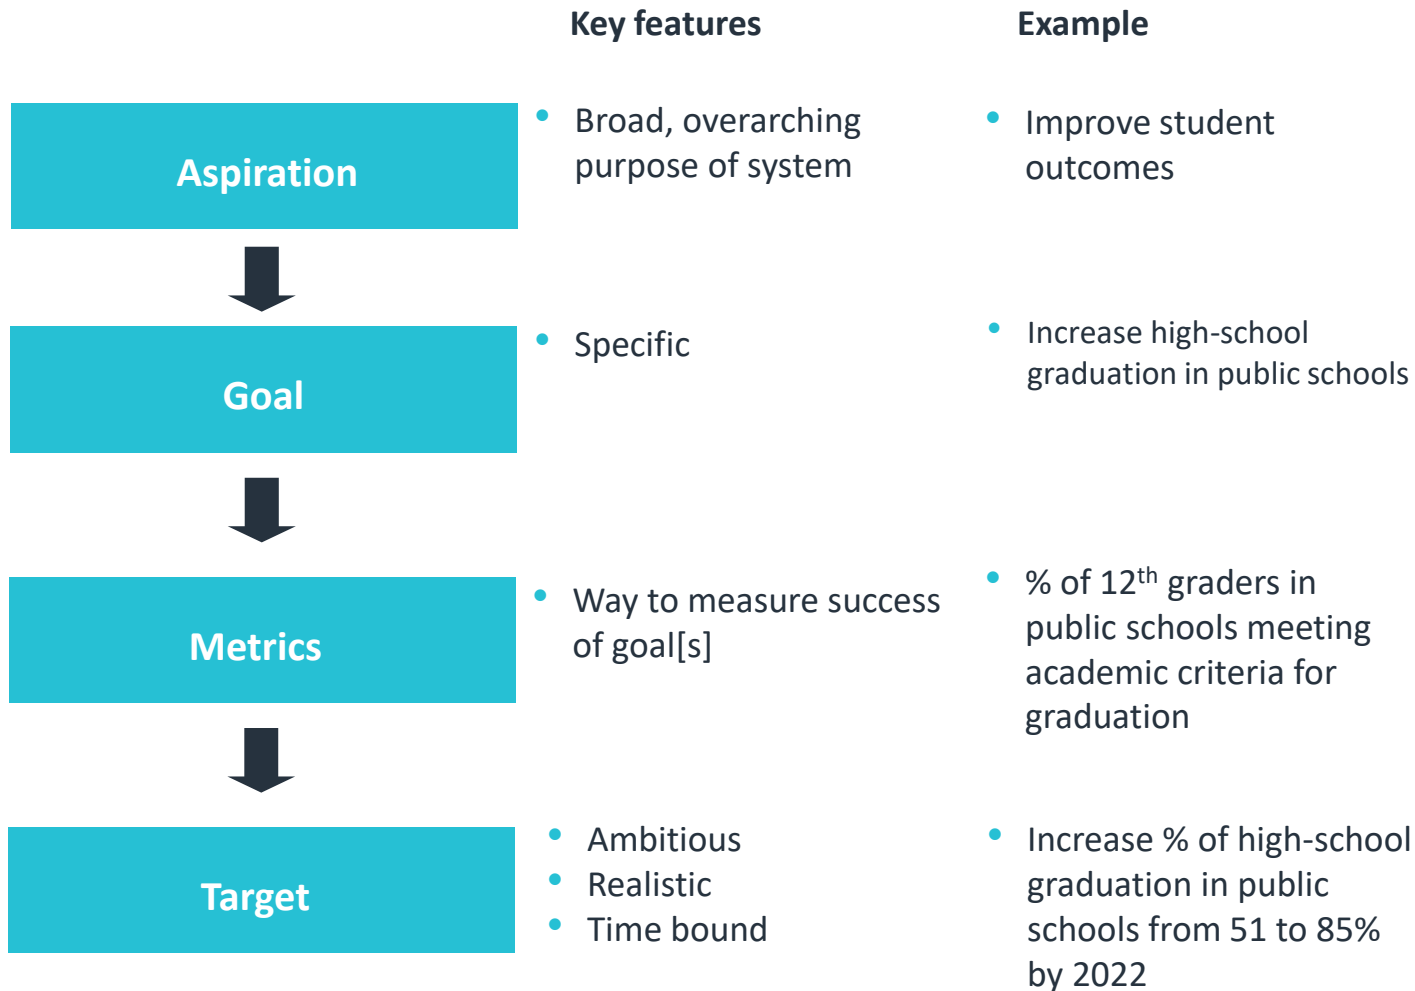 Key features
Example
Aspiration
• Broad, overarching
purpose of system
• Improve student
outcomes
Goal
• Specific
• Increase high-school
graduation in public schools
Metrics
• Way to measure success
of goal[s]
• % of 12th graders in
public schools meeting
academic criteria for
graduation
Target
• Ambitious
• Realistic
• Time bound
• Increase % of high-school
graduation in public
schools from 51 to 85%
by 2022